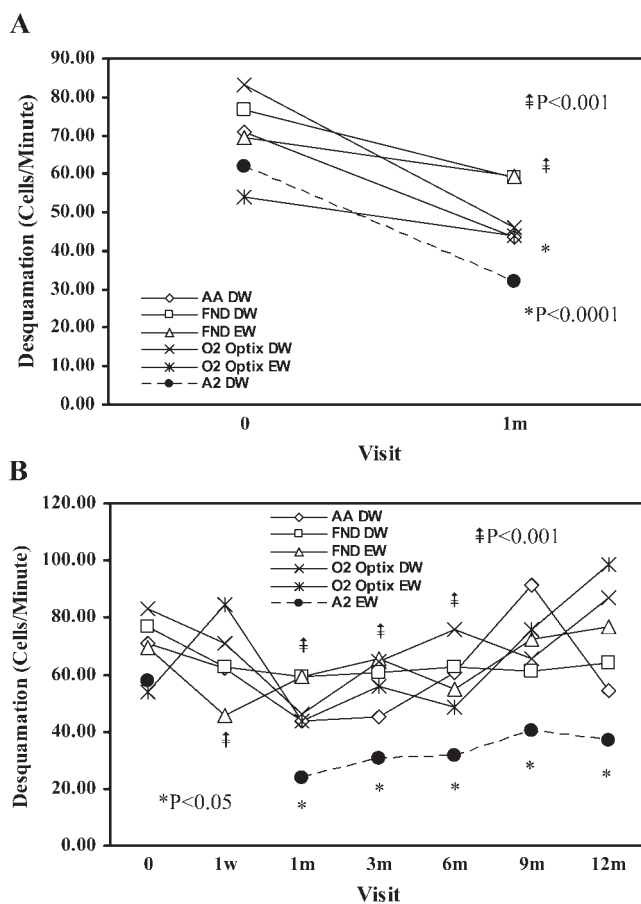 A
Desquamation (Cells/Minute)
90.00
80.00
70.00
60.00
50.00
40.00
30.00
20.00
10.00
0.00
‡P<0.001
‡
*
*P<0.0001
AA DW
FND DW
FND EW
O2 Optix DW
O2 Optix EW
A2 DW
0 1m
Visit
B
Desquamation (Cells/Minute)
120.00
100.00
80.00
60.00
40.00
20.00
0.00
AA DW
FND DW
FND EW
O2 Optix DW
O2 Optix EW
A2 EW
‡P<0.001
‡ ‡ ‡
‡
*P<0.05
* * * * *
0 1w 1m 3m 6m 9m 12m
Visit